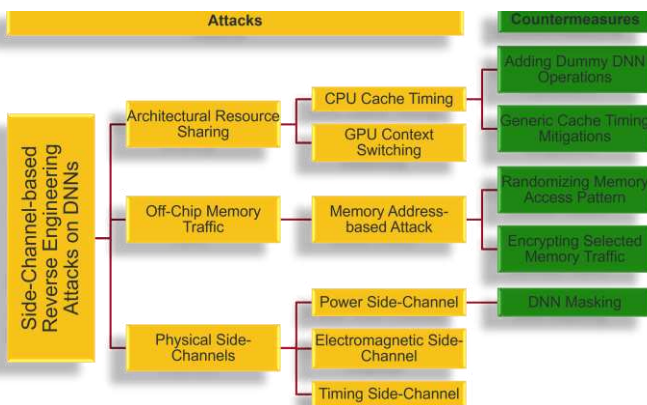 Attacks
Countermeasures
Side-Channel-based
Reverse Engineering
Attacks on DNNs
Architectural Resource
Sharing
CPU Cache Timing
GPU Context
Switching
Adding Dummy DNN
Operations
Generic Cache Timing
Mitigations
Off-Chip Memory
Traffic
Memory Address-
based Attack
Randomizing Memory
Access Pattern
Encrypting Selected
Memory Traffic
Physical Side-
Channels
Power Side-Channel
Electromagnetic Side-
Channel
Timing Side-Channel
DNN Masking